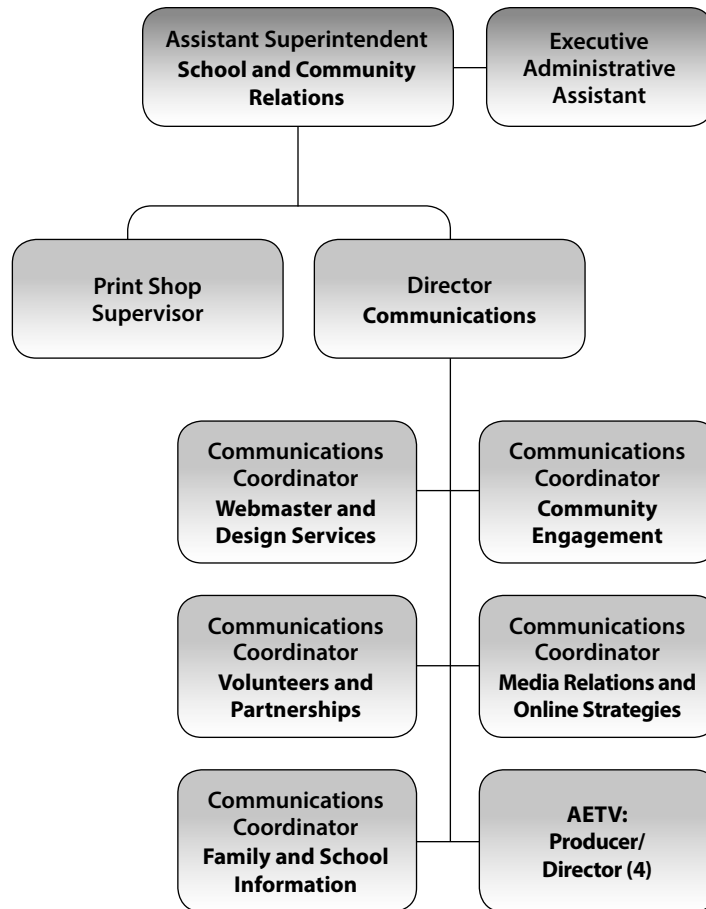 Assistant Superintendent
School and Community
Relations
Executive
Administrative
Assistant
Print Shop
Supervisor
Director
Communications
Communications
Coordinator
Webmaster and
Design Services
Communications
Coordinator
Community
Engagement
Communications
Coordinator
Volunteers and
Partnerships
Communications
Coordinator
Media Relations and
Online Strategies
Communications
Coordinator
Family and School
Information
AETV:
Producer/
Director (4)